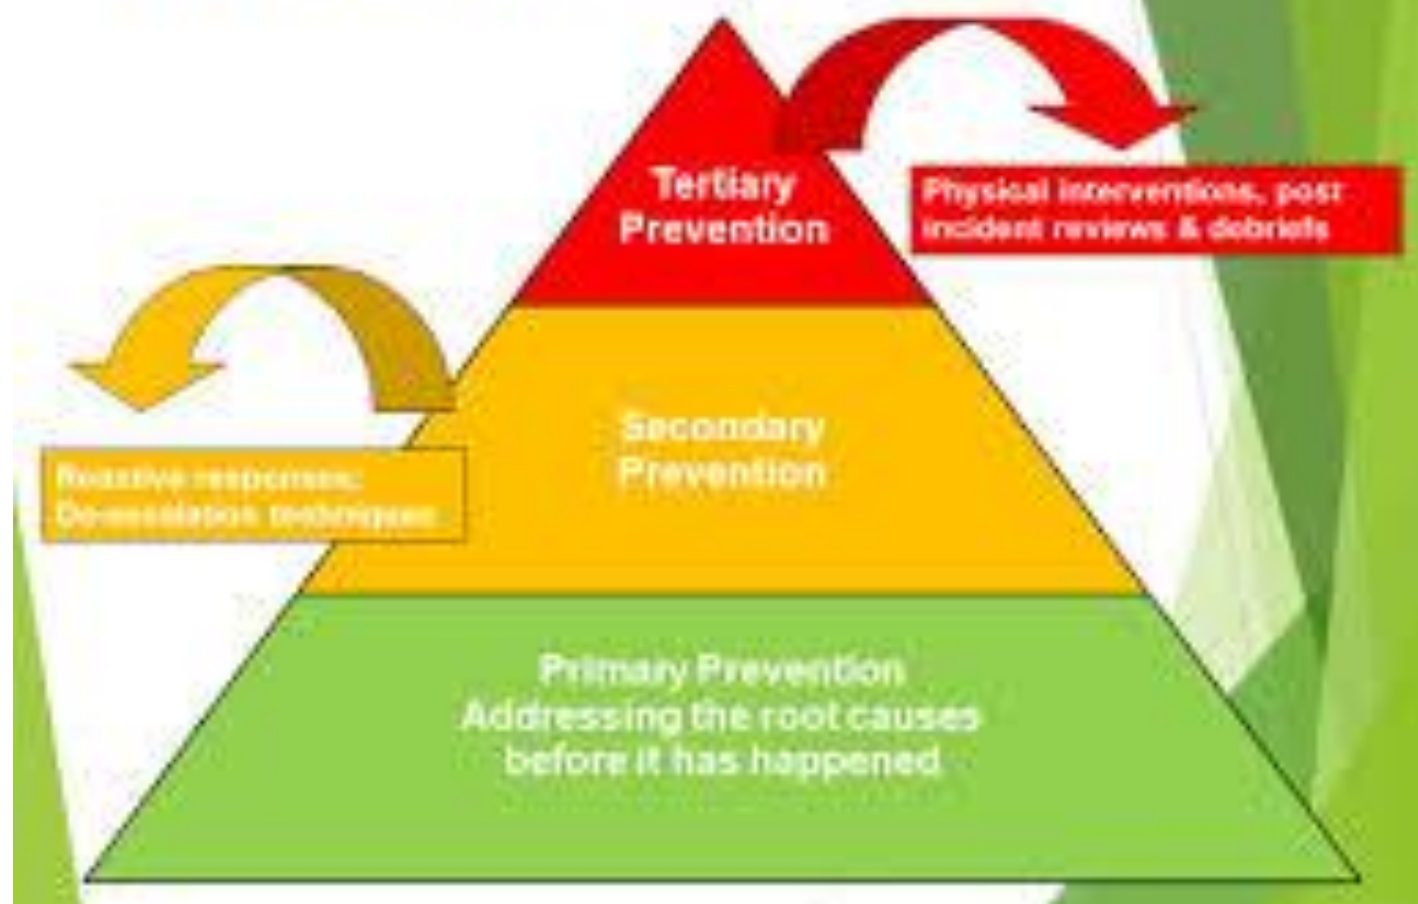 Tertiary
Prevention
Physical interventions, post
incident reviews & debriefs
Secondary
Prevention
Reactive responses:
De-escalation techniques
Primary Prevention
Addressing the root causes
before it has happened